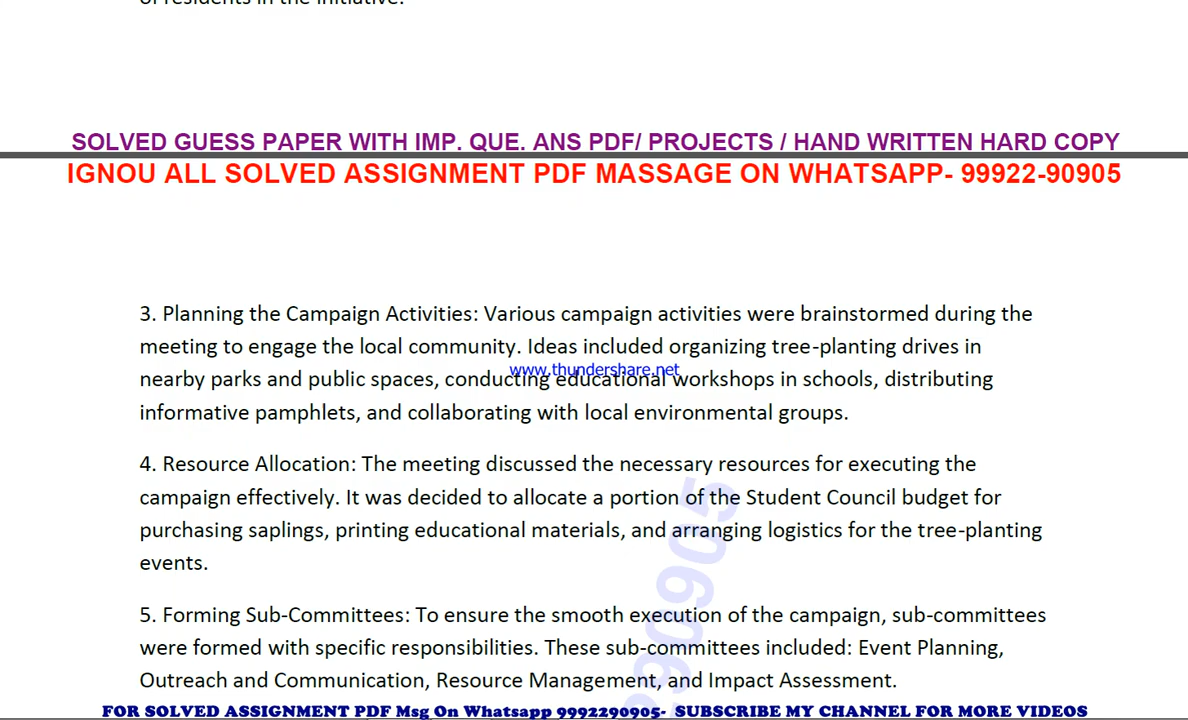 of residents in the initiative.
SOLVED GUESS PAPER WITH IMP. QUE. ANS PDF/ PROJECTS / HAND WRITTEN HARD COPY
IGNOU ALL SOLVED ASSIGNMENT PDF MASSAGE ON WHATSAPP- 99922-90905
3. Planning the Campaign Activities: Various campaign activities were brainstormed during the
meeting to engage the local community. Ideas included organizing tree-planting drives in
www.thundershare.net
nearby parks and public spaces, conducting educational workshops in schools, distributing
informative pamphlets, and collaborating with local environmental groups.
4. Resource Allocation: The meeting discussed the necessary resources for executing the
campaign effectively. It was decided to allocate a portion of the Student Council budget for
purchasing saplings, printing educational materials, and arranging logistics for the tree-planting
events.
5. Forming Sub-Committees: To ensure the smooth execution of the campaign, sub-committees
were formed with specific responsibilities. These sub-committees included: Event Planning,
Outreach and Communication, Resource Management, and Impact Assessment.
FOR SOLVED ASSIGNMENT PDF Msg On Whatsapp 9992290905- SUBSCRIBE MY CHANNEL FOR MORE VIDEOS